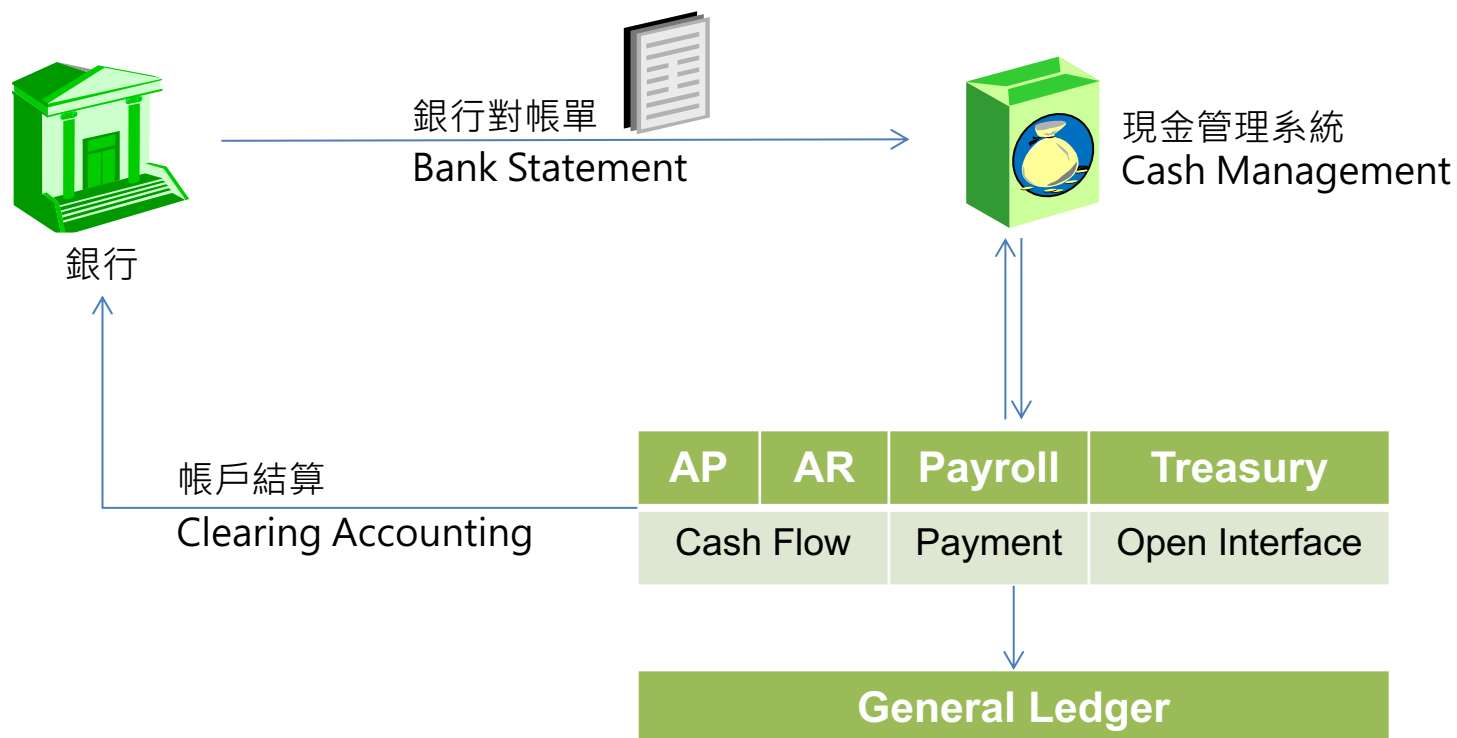 銀行對帳單
Bank Statement
現金管理系統
Cash Management
銀行
帳戶結算
Clearing Accounting
AP AR Payroll Treasury
Cash Flow Payment Open Interface
General Ledger